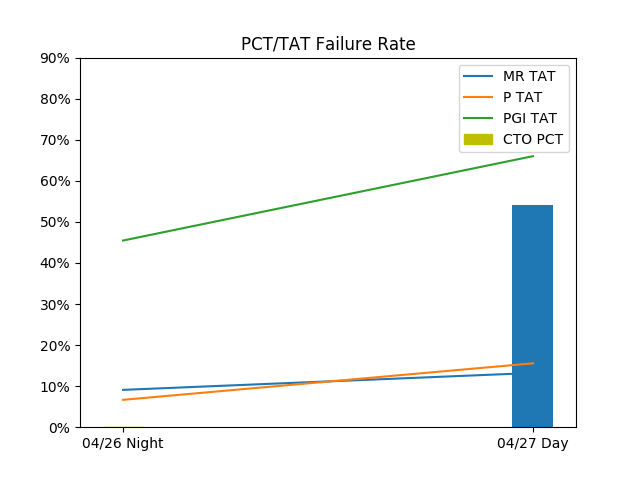 PCT/TAT Failure Rate
90%
80%
70%
60%
50%
40%
30%
20%
10%
0%
MR TAT
P TAT
PGI TAT
CTO PCT
04/26 Night
04/27 Day